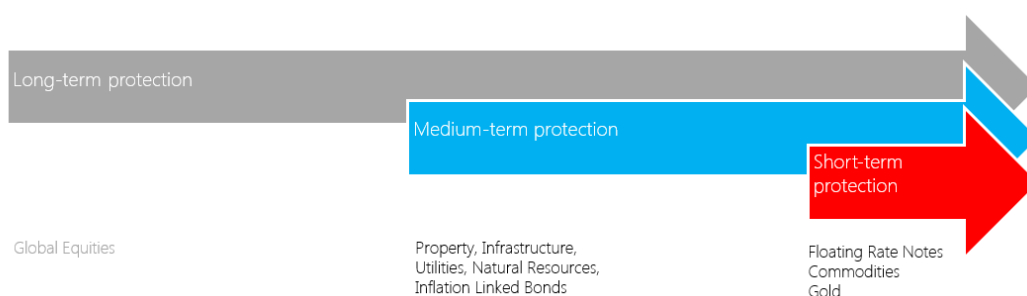 Long-term protection
Medium-term protection
Short-term
protection
Global Equities
Property, Infrastructure,
Utilities, Natural Resources,
Inflation Linked Bonds
Floating Rate Notes
Commodities
Gold